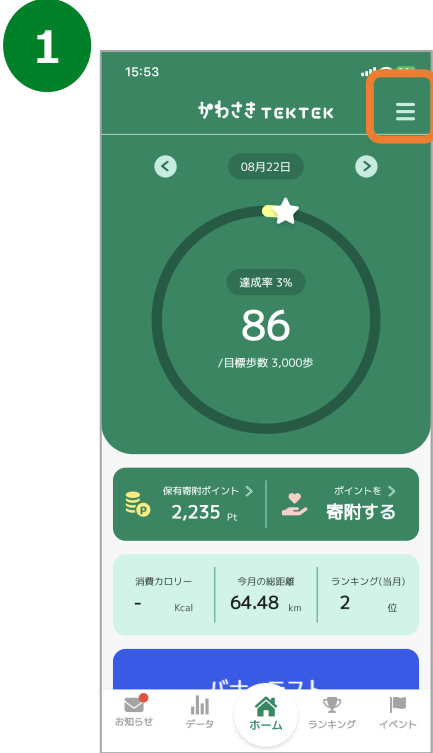 1
15:53
かわさき TEKTEK
08月22日
達成率 3%
86
/目標歩数 3,000歩
保有寄附ポイント
2,235 Pt
ポイントを
寄附する
消費カロリー
- Kcal
今月の総距離
64.48 km
ランキング(当月)
2 位
お知らせ
データ
ホーム
ランキング
イベント